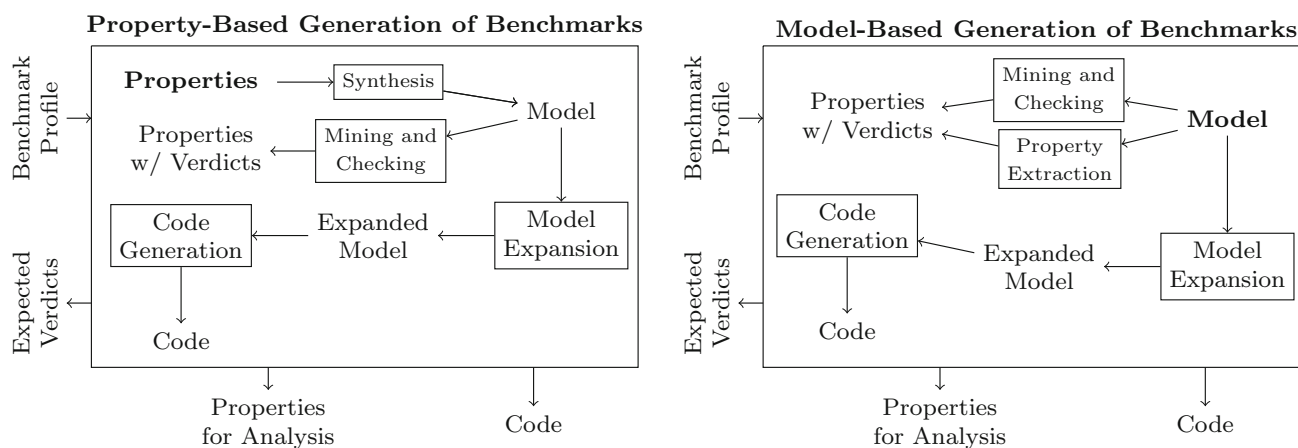 Property-Based Generation of Benchmarks
Benchmark
Profile
Expected
Verdicts
Properties
Synthesis
Model
Properties
w/ Verdicts
Mining and
Checking
Code
Generation
Expanded
Model
Model
Expansion
Code
Properties
for Analysis
Code
Model-Based Generation of Benchmarks
Benchmark
Profile
Expected
Verdicts
Properties
w/ Verdicts
Mining and
Checking
Model
Property
Extraction
Code
Generation
Expanded
Model
Model
Expansion
Code
Properties
for Analysis
Code